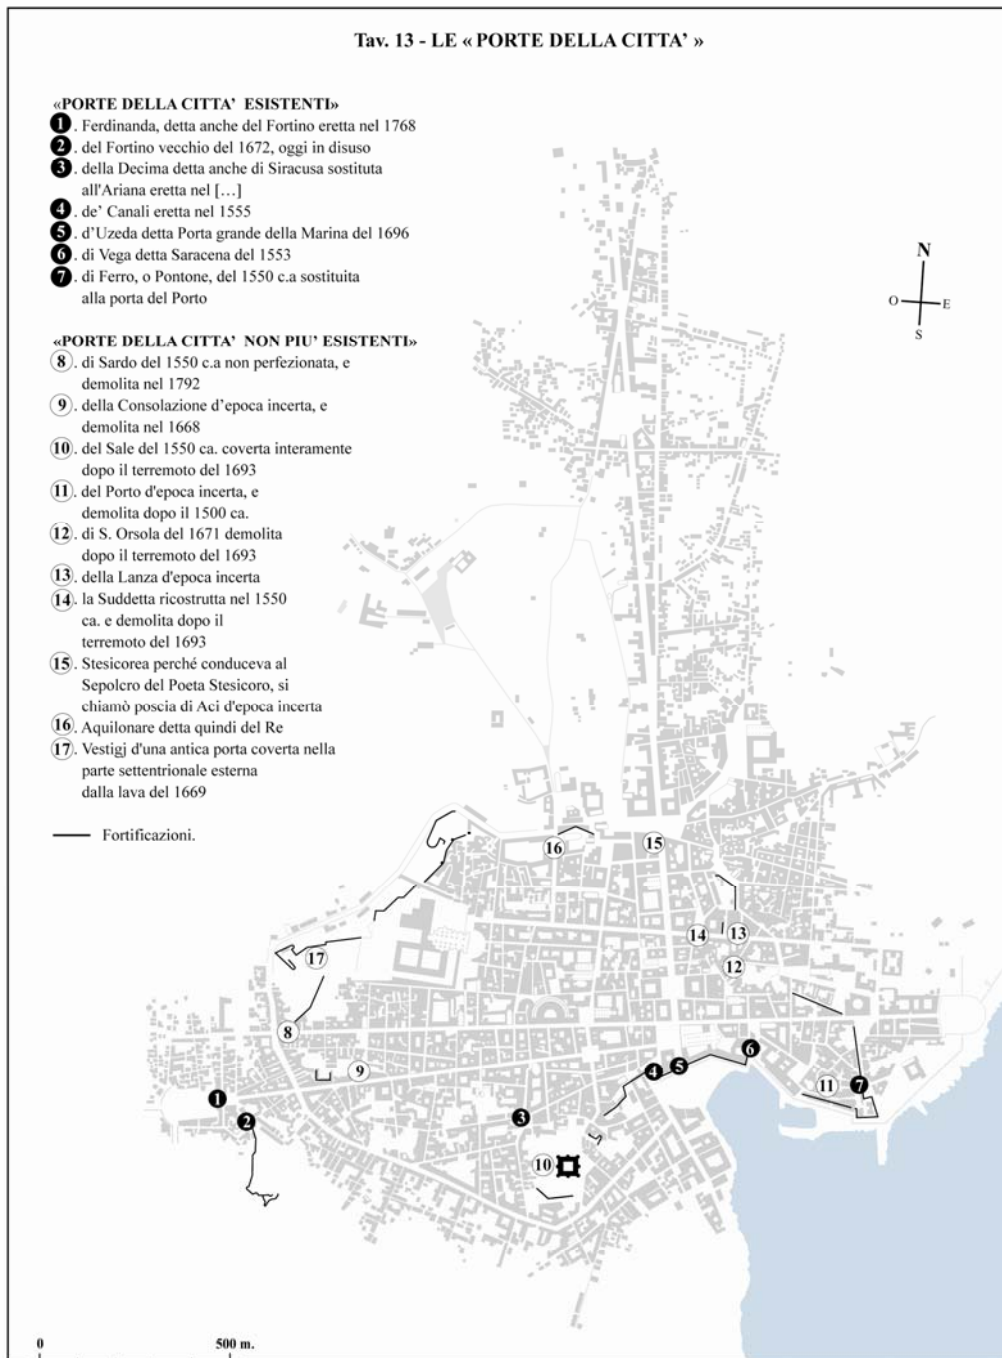 Tav. 13 - LE « PORTE DELLA CITTA' »
«PORTE DELLA CITTA' ESISTENTI»
1. Ferdinanda, detta anche del Fortino eretta nel 1768
2. del Fortino vecchio del 1672, oggi in disuso
3. della Decima detta anche di Siracusa sostituta
all'Ariana eretta nel [...]
4. de' Canali eretta nel 1555
5. d'Uzeda detta Porta grande della Marina del 1696
6. di Vega detta Saracena del 1553
7. di Ferro, o Pontone, del 1550 c.a sostituita
alla porta del Porto
«PORTE DELLA CITTA' NON PIU' ESISTENTI»
8. di Sardo del 1550 c.a non perfezionata, e
demolita nel 1792
9. della Consolazione d'epoca incerta, e
demolita nel 1668
10. del Sale del 1550 ca. coverta interamente
dopo il terremoto del 1693
11. del Porto d'epoca incerta, e
demolita dopo il 1500 ca.
12. di S. Orsola del 1671 demolita
dopo il terremoto del 1693
13. della Lanza d'epoca incerta
14. la Suddetta ricostrutta nel 1550
ca. e demolita dopo il
terremoto del 1693
15. Stesicorea perché conduceva al
Sepolcro del Poeta Stesicoro, si
chiamò poscia di Aci d'epoca incerta
16. Aquilonare detta quindi del Re
17. Vestigj d'una antica porta coverta nella
parte settentrionale esterna
dalla lava del 1669
Fortificazioni.
N
O E
S
16
15
14 13
17
12
8
6
9
4 5
11 7
1
2
3
10
0 500 m.